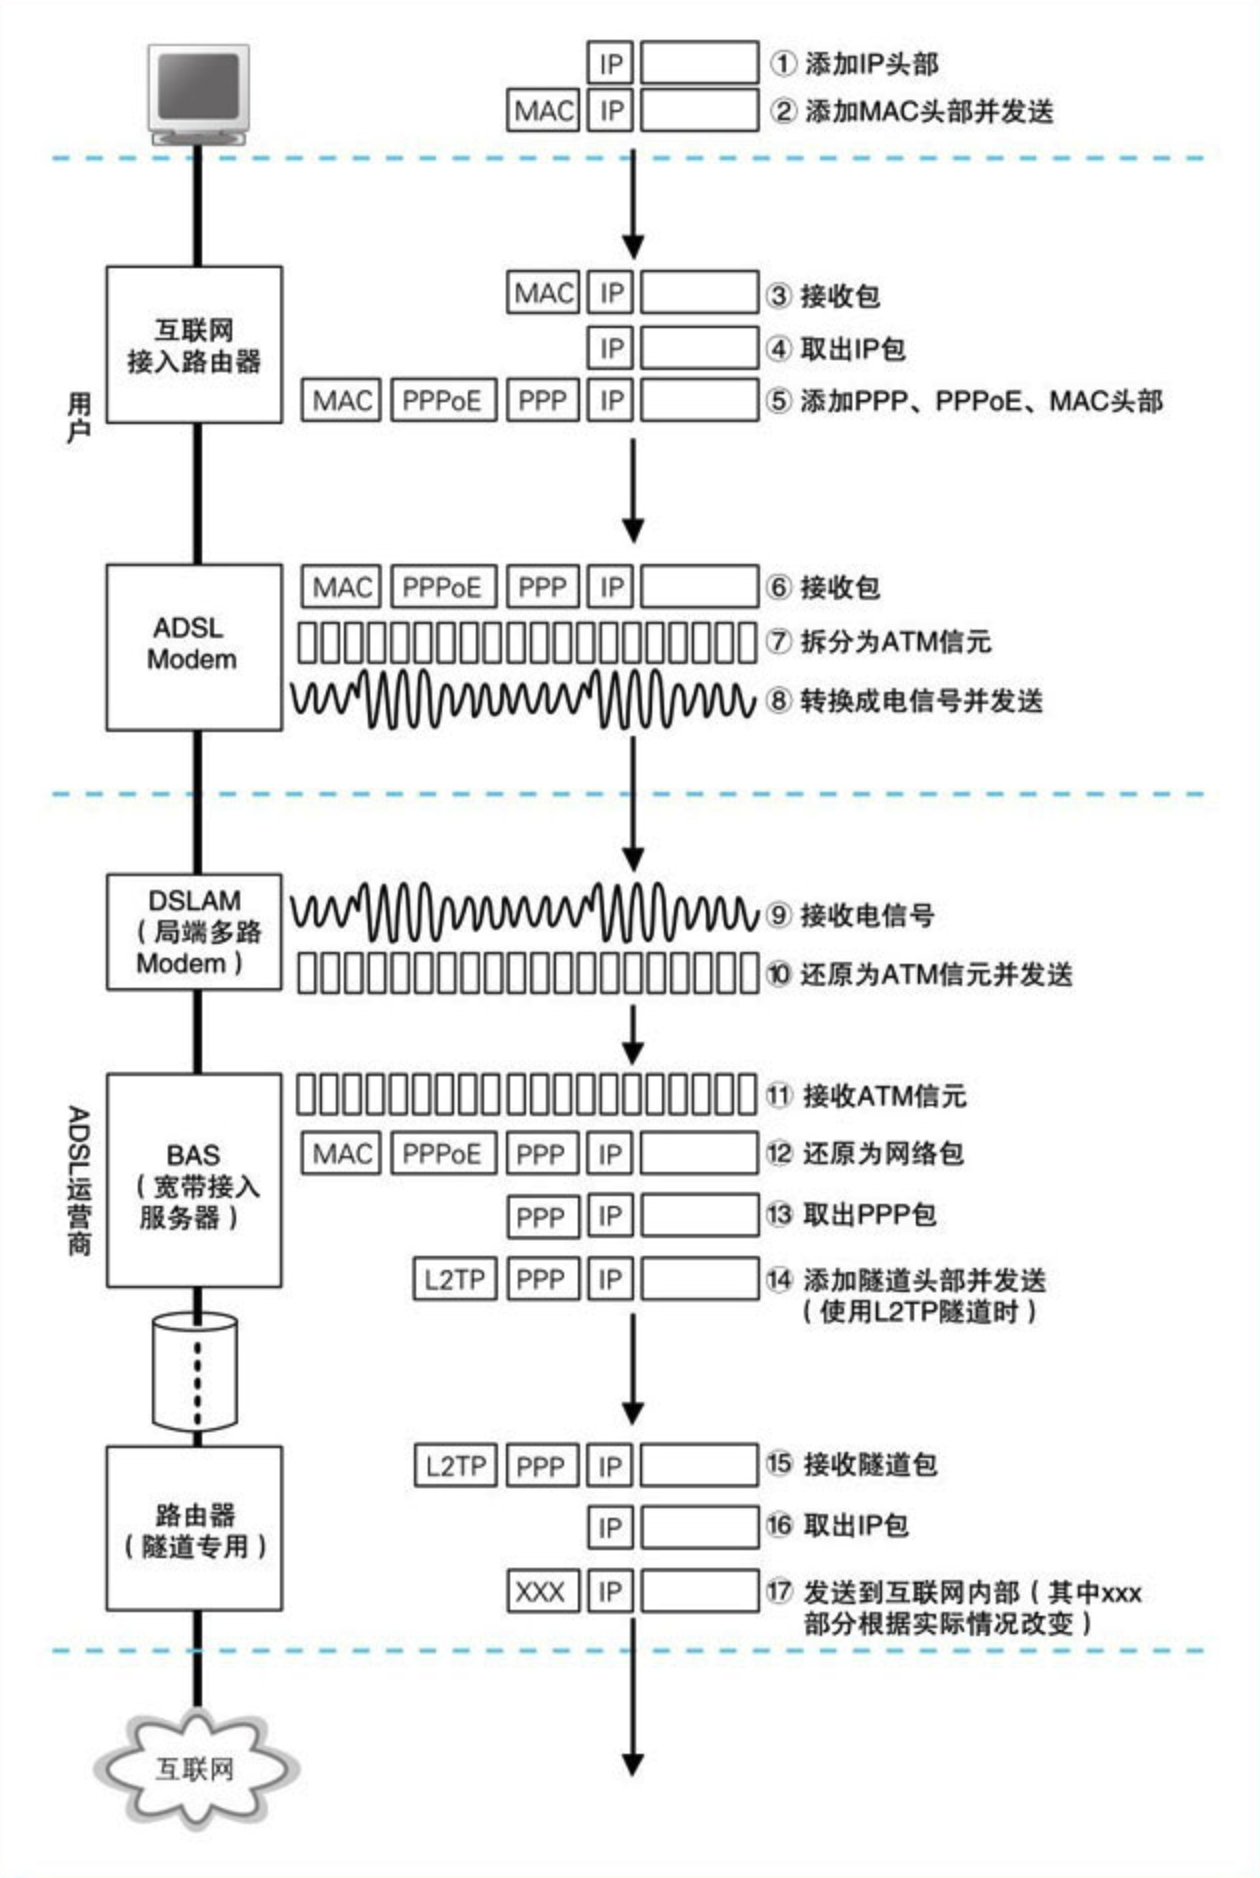 IP ① 添加IP头部
MAC IP ② 添加MAC头部并发送
用户
互联网
接入路由器
MAC IP ③ 接收包
IP ④ 取出IP包
MAC PPPoE PPP IP ⑤ 添加PPP、PPPoE、MAC头部
ADSL
Modem
MAC PPPoE PPP IP ⑥ 接收包
⑦ 拆分为ATM信元
⑧ 转换成电信号并发送
ADSL运营商
DSLAM
（局端多路
Modem）
⑨ 接收电信号
⑩ 还原为ATM信元并发送
BAS
（宽带接入
服务器）
⑪ 接收ATM信元
MAC PPPoE PPP IP ⑫ 还原为网络包
PPP IP ⑬ 取出PPP包
L2TP PPP IP ⑭ 添加隧道头部并发送
（使用L2TP隧道时）
路由器
（隧道专用）
L2TP PPP IP ⑮ 接收隧道包
IP ⑯ 取出IP包
XXX IP ⑰ 发送到互联网内部（其中xxx
部分根据实际情况改变）
互联网